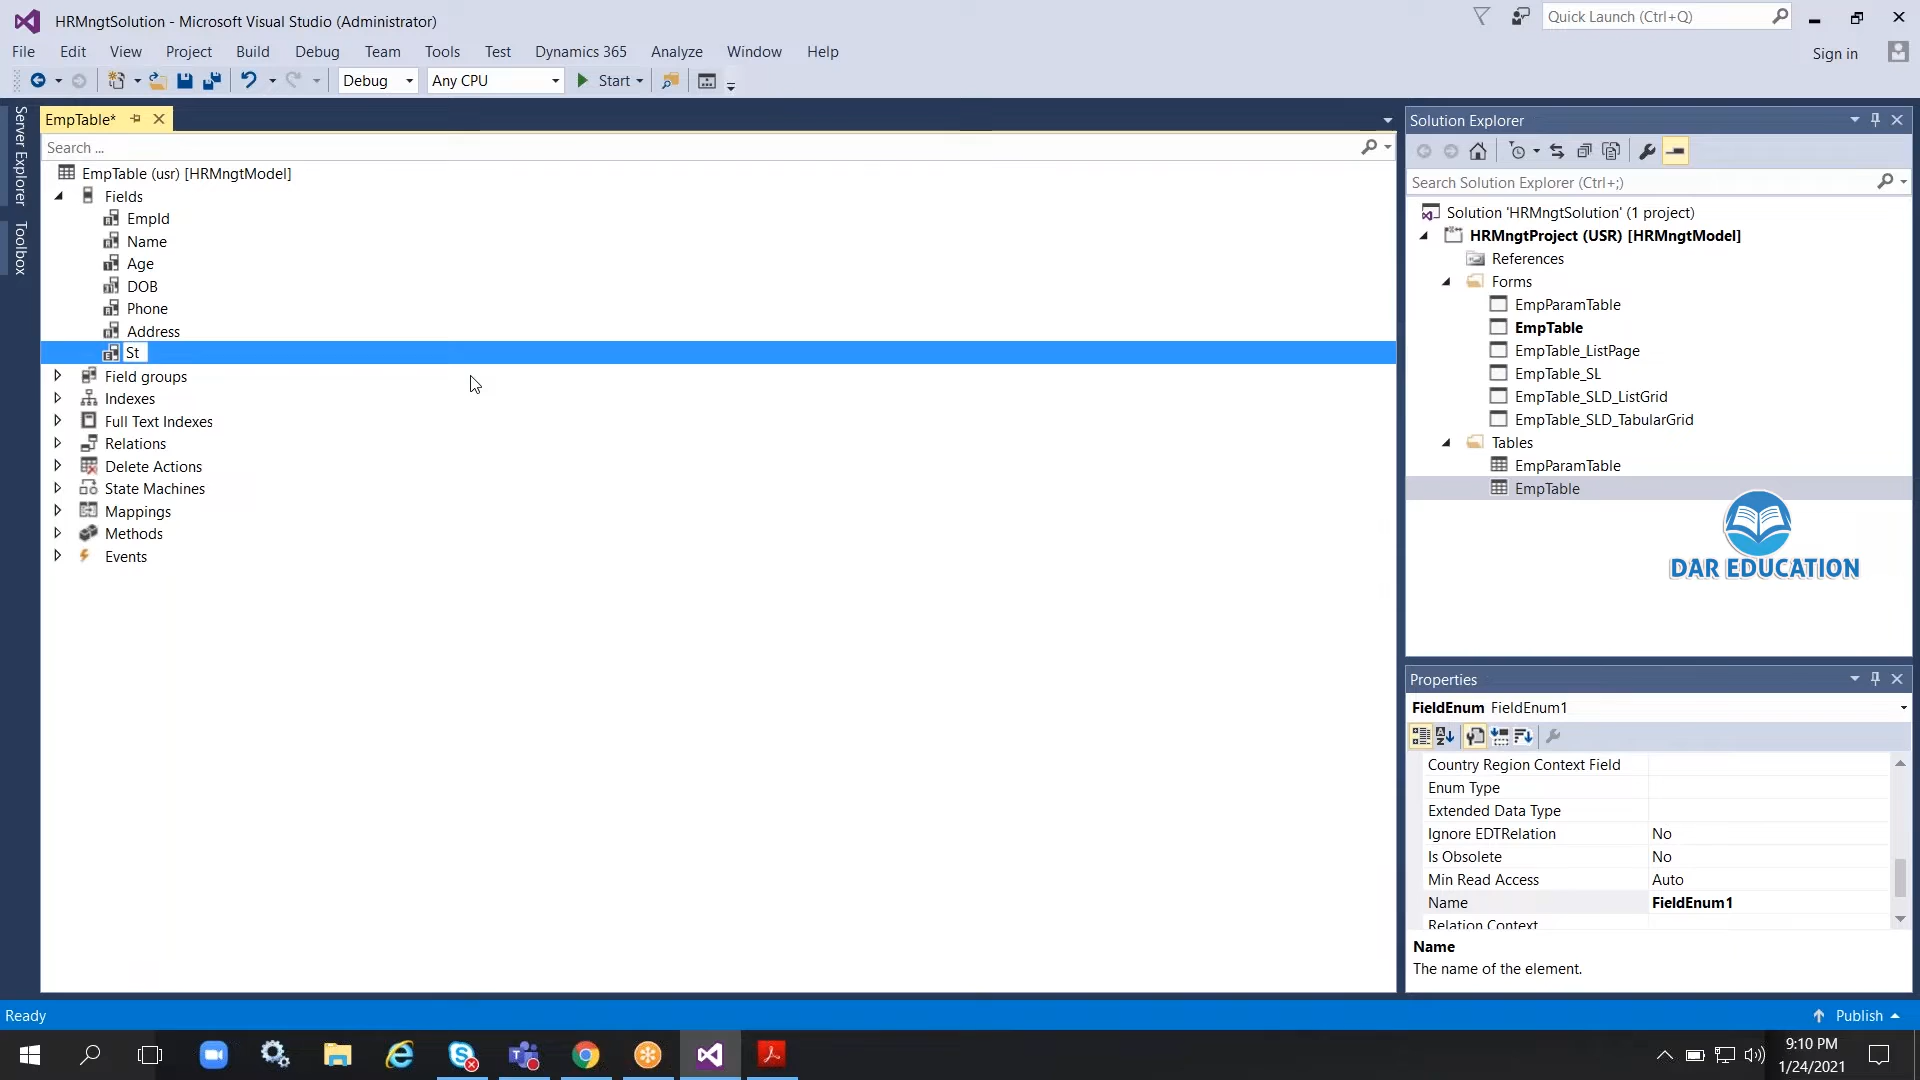 HRMngtSolution - Microsoft Visual Studio (Administrator)
Quick Launch (Ctrl+Q)
File Edit View Project Build Debug Team Tools Test Dynamics 365 Analyze Window Help
Sign in
Debug Any CPU Start
Server Explorer
Toolbox
EmpTable*
Search ...
EmpTable (usr) [HRMngtModel]
Fields
EmpId
Name
Age
DOB
Phone
Address
St
Field groups
Indexes
Full Text Indexes
Relations
Delete Actions
State Machines
Mappings
Methods
Events
Solution Explorer
Search Solution Explorer (Ctrl+;)
Solution 'HRMngtSolution' (1 project)
HRMngtProject (USR) [HRMngtModel]
References
Forms
EmpParamTable
EmpTable
EmpTable_ListPage
EmpTable_SL
EmpTable_SLD_ListGrid
EmpTable_SLD_TabularGrid
Tables
EmpParamTable
EmpTable
DAR EDUCATION
Properties
FieldEnum FieldEnum1
Country Region Context Field
Enum Type
Extended Data Type
Ignore EDTRelation No
Is Obsolete No
Min Read Access Auto
Name FieldEnum1
Relation Context
Name
The name of the element.
Ready
Publish
9:10 PM
1/24/2021